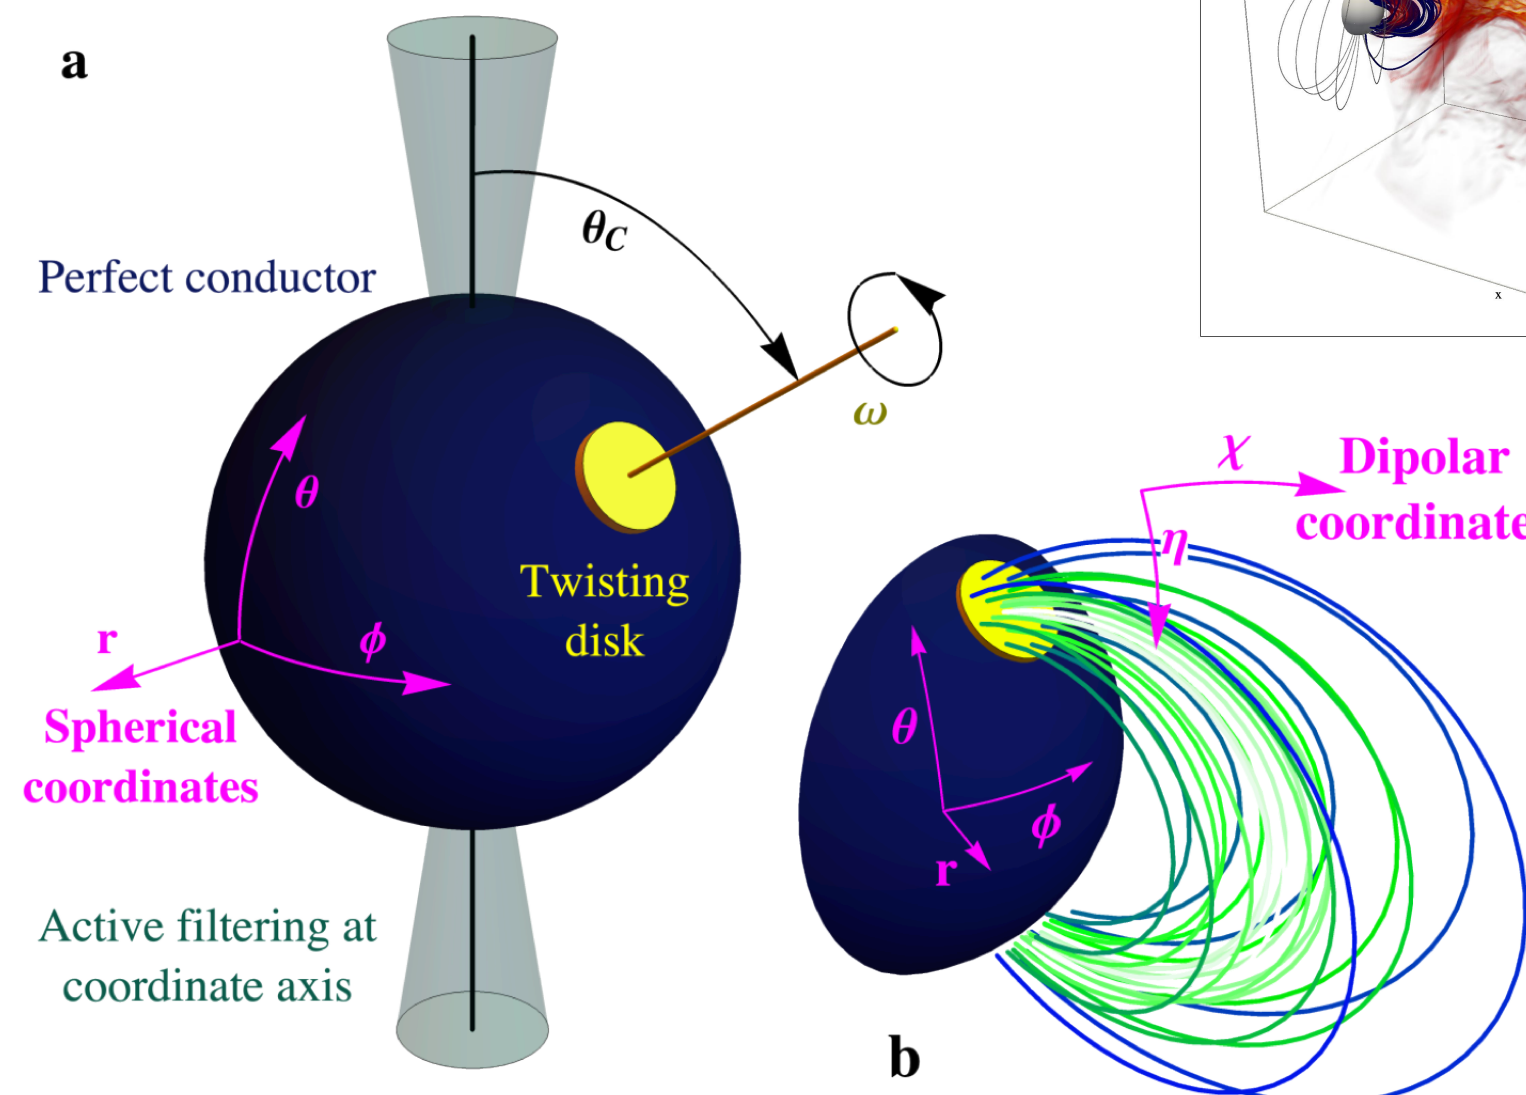 a
θC
Perfect conductor
ω
θ
Twisting
disk
r
ϕ
Spherical
coordinates
Active filtering at
coordinate axis
x
χ
Dipolar
coordinate
η
θ
ϕ
r
b